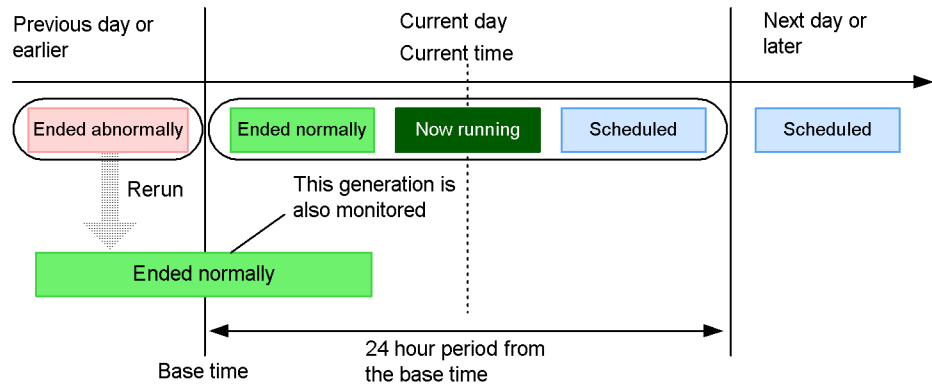 Previous day or
earlier
Current day
Current time
Next day or
later
Ended abnormally
Ended normally
Now running
Scheduled
Scheduled
Rerun
This generation is
also monitored
Ended normally
24 hour period from
the base time
Base time